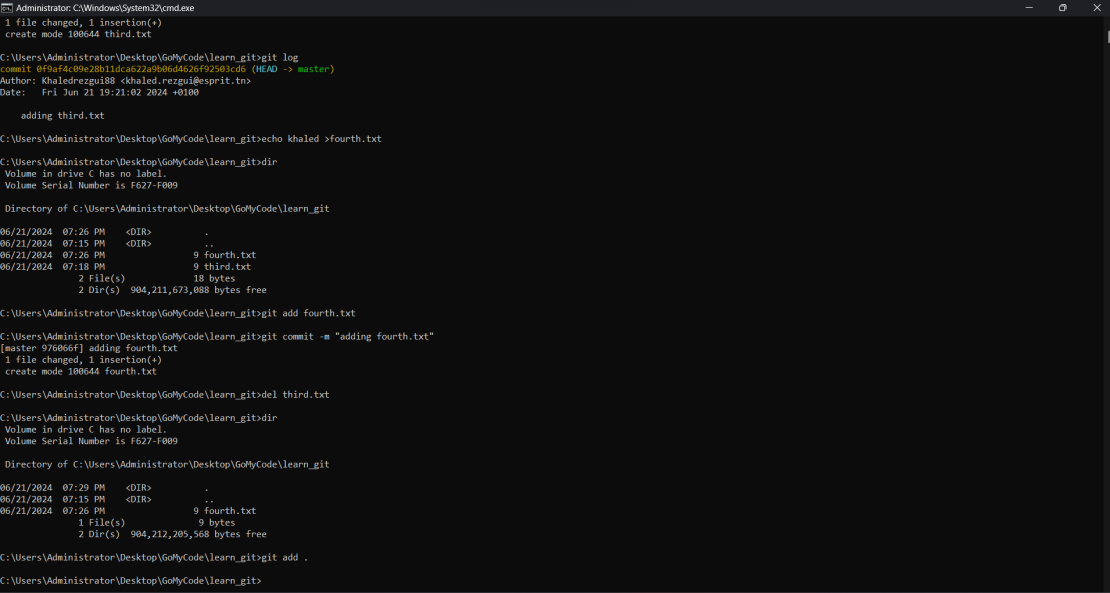 Administrator: C:\Windows\System32\cmd.exe
1 file changed, 1 insertion(+)
create mode 100644 third.txt
C:\Users\Administrator\Desktop\GoMyCode\learn_git>git log
commit 0f9af4c09e28b11dca622a9b06d4626f92503cd6 (HEAD -> master)
Author: Khaledrezgui88 <khaled.rezgui@esprit.tn>
Date:   Fri Jun 21 19:21:02 2024 +0100
adding third.txt
C:\Users\Administrator\Desktop\GoMyCode\learn_git>echo khaled >fourth.txt
C:\Users\Administrator\Desktop\GoMyCode\learn_git>dir
Volume in drive C has no label.
Volume Serial Number is F627-F009
Directory of C:\Users\Administrator\Desktop\GoMyCode\learn_git
06/21/2024  07:26 PM    <DIR>          .
06/21/2024  07:15 PM    <DIR>          ..
06/21/2024  07:26 PM                 9 fourth.txt
06/21/2024  07:18 PM                 9 third.txt
2 File(s)             18 bytes
2 Dir(s)  904,211,673,088 bytes free
C:\Users\Administrator\Desktop\GoMyCode\learn_git>git add fourth.txt
C:\Users\Administrator\Desktop\GoMyCode\learn_git>git commit -m "adding fourth.txt"
[master 976066f] adding fourth.txt
1 file changed, 1 insertion(+)
create mode 100644 fourth.txt
C:\Users\Administrator\Desktop\GoMyCode\learn_git>del third.txt
C:\Users\Administrator\Desktop\GoMyCode\learn_git>dir
Volume in drive C has no label.
Volume Serial Number is F627-F009
Directory of C:\Users\Administrator\Desktop\GoMyCode\learn_git
06/21/2024  07:29 PM    <DIR>          .
06/21/2024  07:15 PM    <DIR>          ..
06/21/2024  07:26 PM                 9 fourth.txt
1 File(s)              9 bytes
2 Dir(s)  904,212,205,568 bytes free
C:\Users\Administrator\Desktop\GoMyCode\learn_git>git add .
C:\Users\Administrator\Desktop\GoMyCode\learn_git>